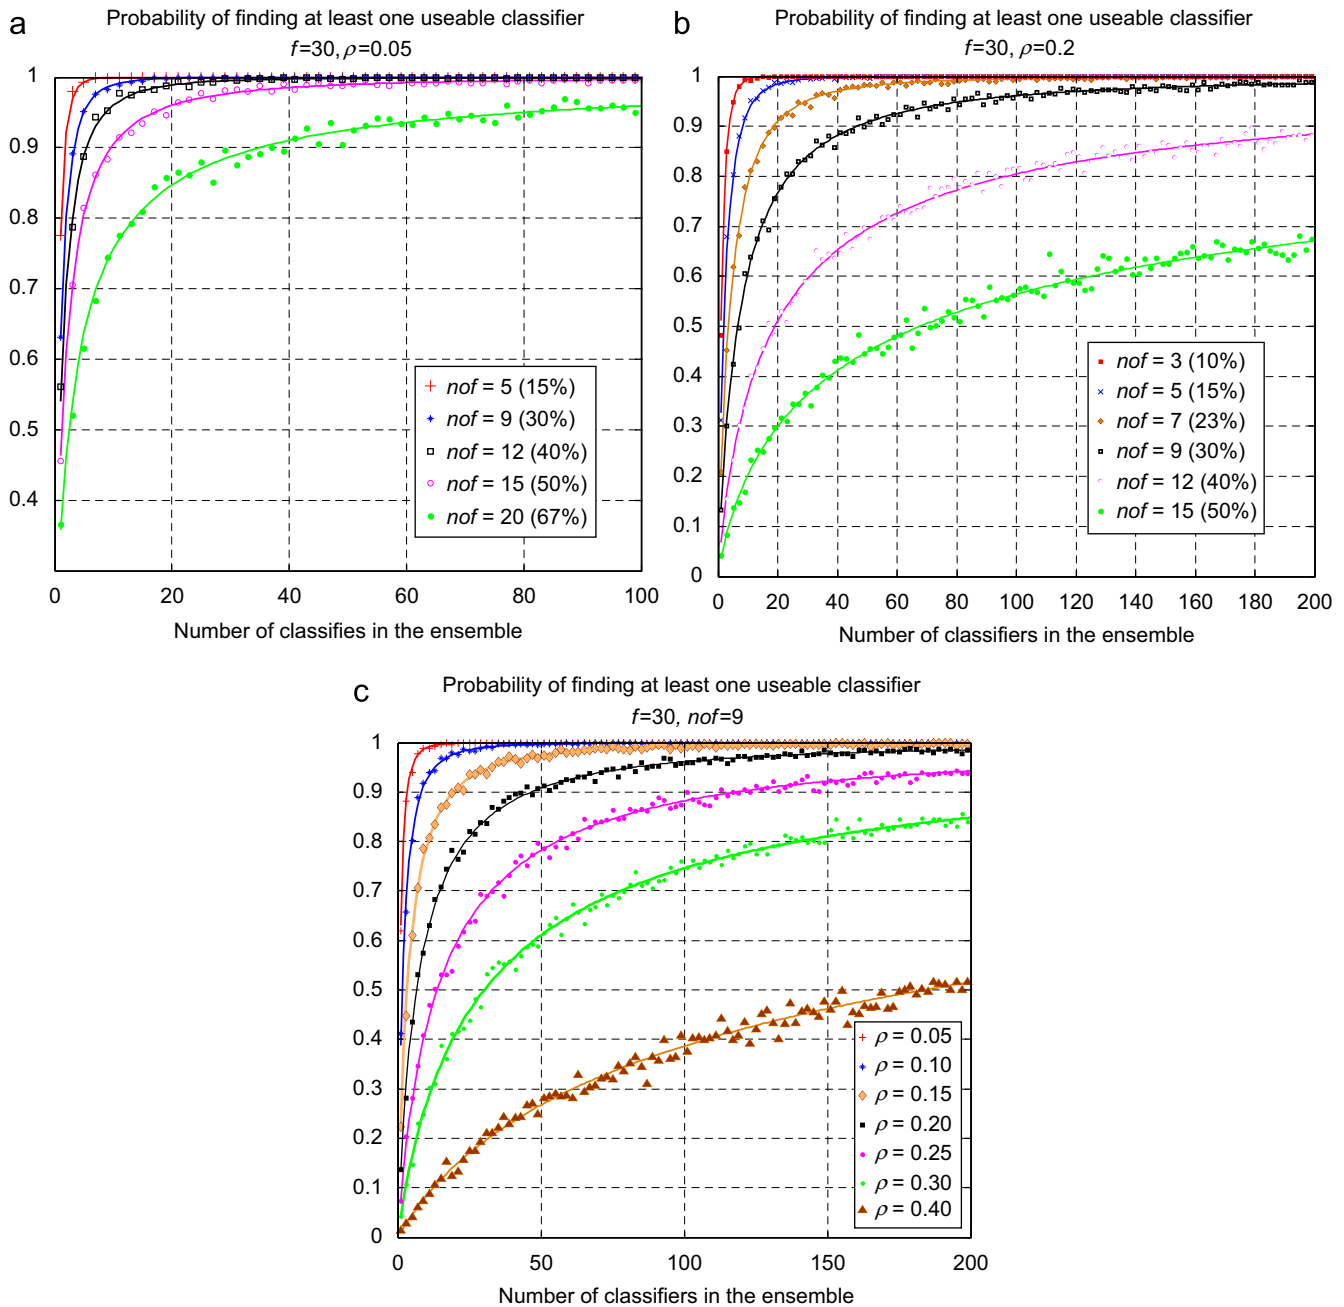 a
Probability of finding at least one useable classifier
f=30, ρ=0.05
1
0.9
0.8
0.7
0.6
0.5
0.4
nof = 5 (15%)
nof = 9 (30%)
nof = 12 (40%)
nof = 15 (50%)
nof = 20 (67%)
0 20 40 60 80 100
Number of classifies in the ensemble
b
Probability of finding at least one useable classifier
f=30, ρ=0.2
1
0.9
0.8
0.7
0.6
0.5
0.4
0.3
0.2
0.1
0
nof = 3 (10%)
nof = 5 (15%)
nof = 7 (23%)
nof = 9 (30%)
nof = 12 (40%)
nof = 15 (50%)
0 20 40 60 80 100 120 140 160 180 200
Number of classifiers in the ensemble
c
Probability of finding at least one useable classifier
f=30, nof=9
1
0.9
0.8
0.7
0.6
0.5
0.4
0.3
0.2
0.1
0
ρ = 0.05
ρ = 0.10
ρ = 0.15
ρ = 0.20
ρ = 0.25
ρ = 0.30
ρ = 0.40
0 50 100 150 200
Number of classifiers in the ensemble